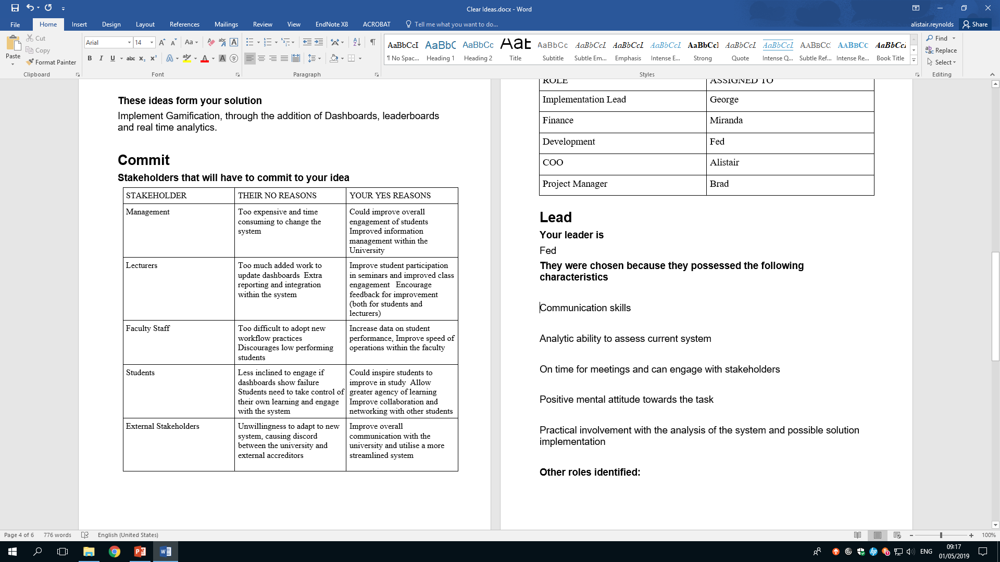 Clear Ideas.docx - Word
File Home Insert Design Layout References Mailings Review View EndNote X8 ACROBAT Tell me what you want to do... alistair.reynolds Share
Paste
Cut
Copy
Format Painter
Clipboard
Arial 14
Font
Paragraph
AaBbCcI AaBbC AaBbCc AaB AaBbCc AaBbCcL AaBbCcL AaBbCcL AaBbCcl AaBbCcL AaBbCcL AABBCC AABBCC AaBbCcL
¶ No Spac... Heading 1 Heading 2 Title Subtitle Subtle Em... Emphasis Intense E... Strong Quote Intense Q... Subtle Ref... Intense Re... Book Title
Styles
Find
Replace
Select
Editing
These ideas form your solution
Implement Gamification, through the addition of Dashboards, leaderboards
and real time analytics.
Commit
Stakeholders that will have to commit to your idea
STAKEHOLDER THEIR NO REASONS YOUR YES REASONS
Management
Too expensive and time
consuming to change the
system
Could improve overall
engagement of students
Improved information
management within the
University
Lecturers
Too much added work to
update dashboards  Extra
reporting and integration
within the system
Improve student participation
in seminars and improved class
engagement   Encourage
feedback for improvement
(both for students and
lecturers)
Faculty Staff
Too difficult to adopt new
workflow practices
Discourages low performing
students
Increase data on student
performance, Improve speed of
operations within the faculty
Students
Less inclined to engage if
dashboards show failure
Students need to take control of
their own learning and engage
with the system
Could inspire students to
improve in study  Allow
greater agency of learning
Improve collaboration and
networking with other students
External Stakeholders
Unwillingness to adapt to new
system, causing discord
between the university and
external accreditors
Improve overall
communication with the
university and utilise a more
streamlined system
ROLE ASSIGNED TO
Implementation Lead George
Finance Miranda
Development Fed
COO Alistair
Project Manager Brad
Lead
Your leader is
Fed
They were chosen because they possessed the following
characteristics
Communication skills
Analytic ability to assess current system
On time for meetings and can engage with stakeholders
Positive mental attitude towards the task
Practical involvement with the analysis of the system and possible solution
implementation
Other roles identified:
Page 4 of 6 776 words English (United States) 100%
ENG
09:17
01/05/2019